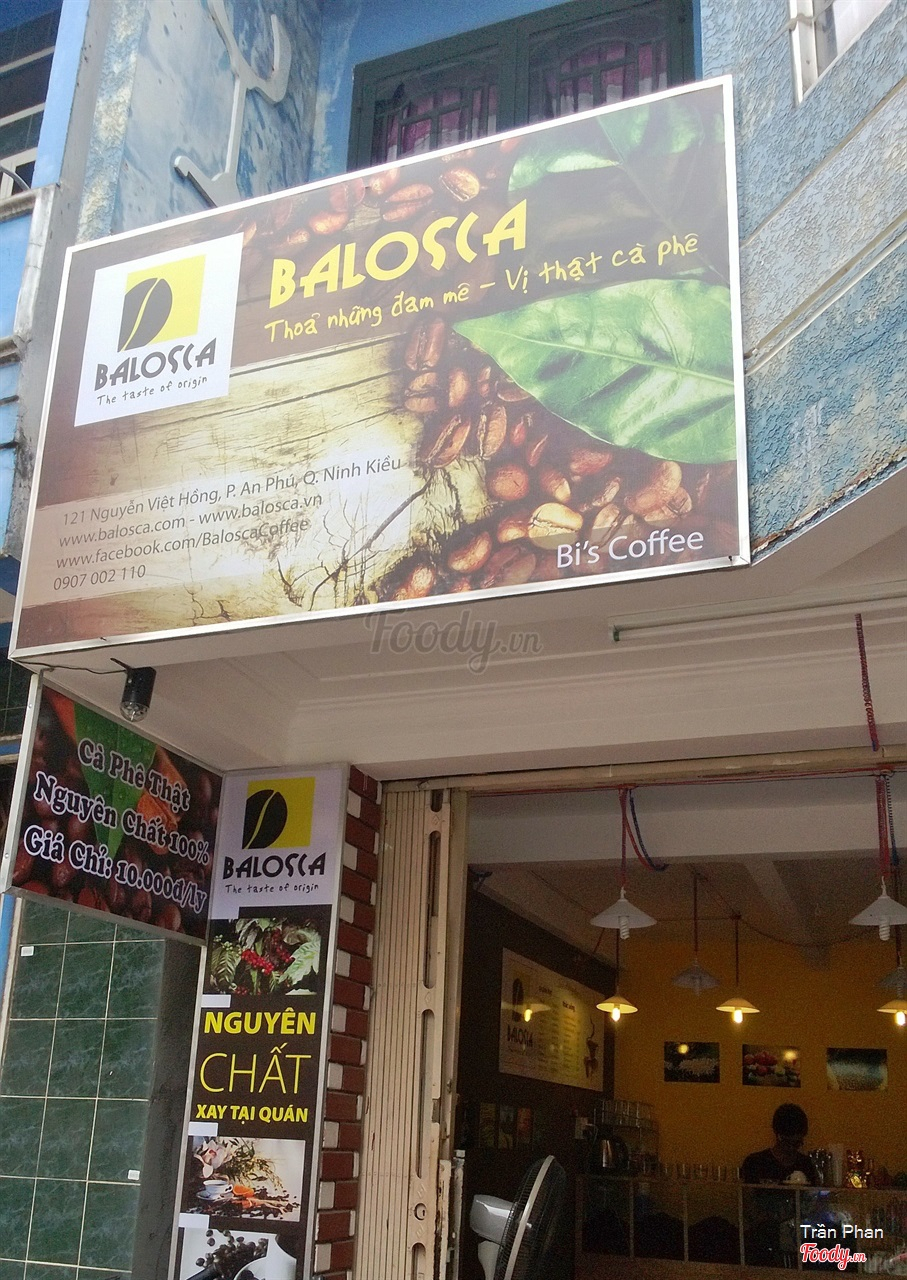 BALOSCA
Thoả những đam mê - Vị thật cà phê
BALOSCA
The taste of origin
121 Nguyễn Việt Hồng, P. An Phú, Q. Ninh Kiều
www.balosca.com - www.balosca.vn
www.facebook.com/BaloscaCoffee
0907 002 110
Bi's Coffee
Foody.vn
Cà Phê Thật
Nguyên Chất 100%
Giá Chỉ: 10.000đ/ly
BALOSCA
The taste of origin
NGUYÊN
CHẤT
XAY TẠI QUÁN
BALOSCA
Trần Phan
Foody.vn